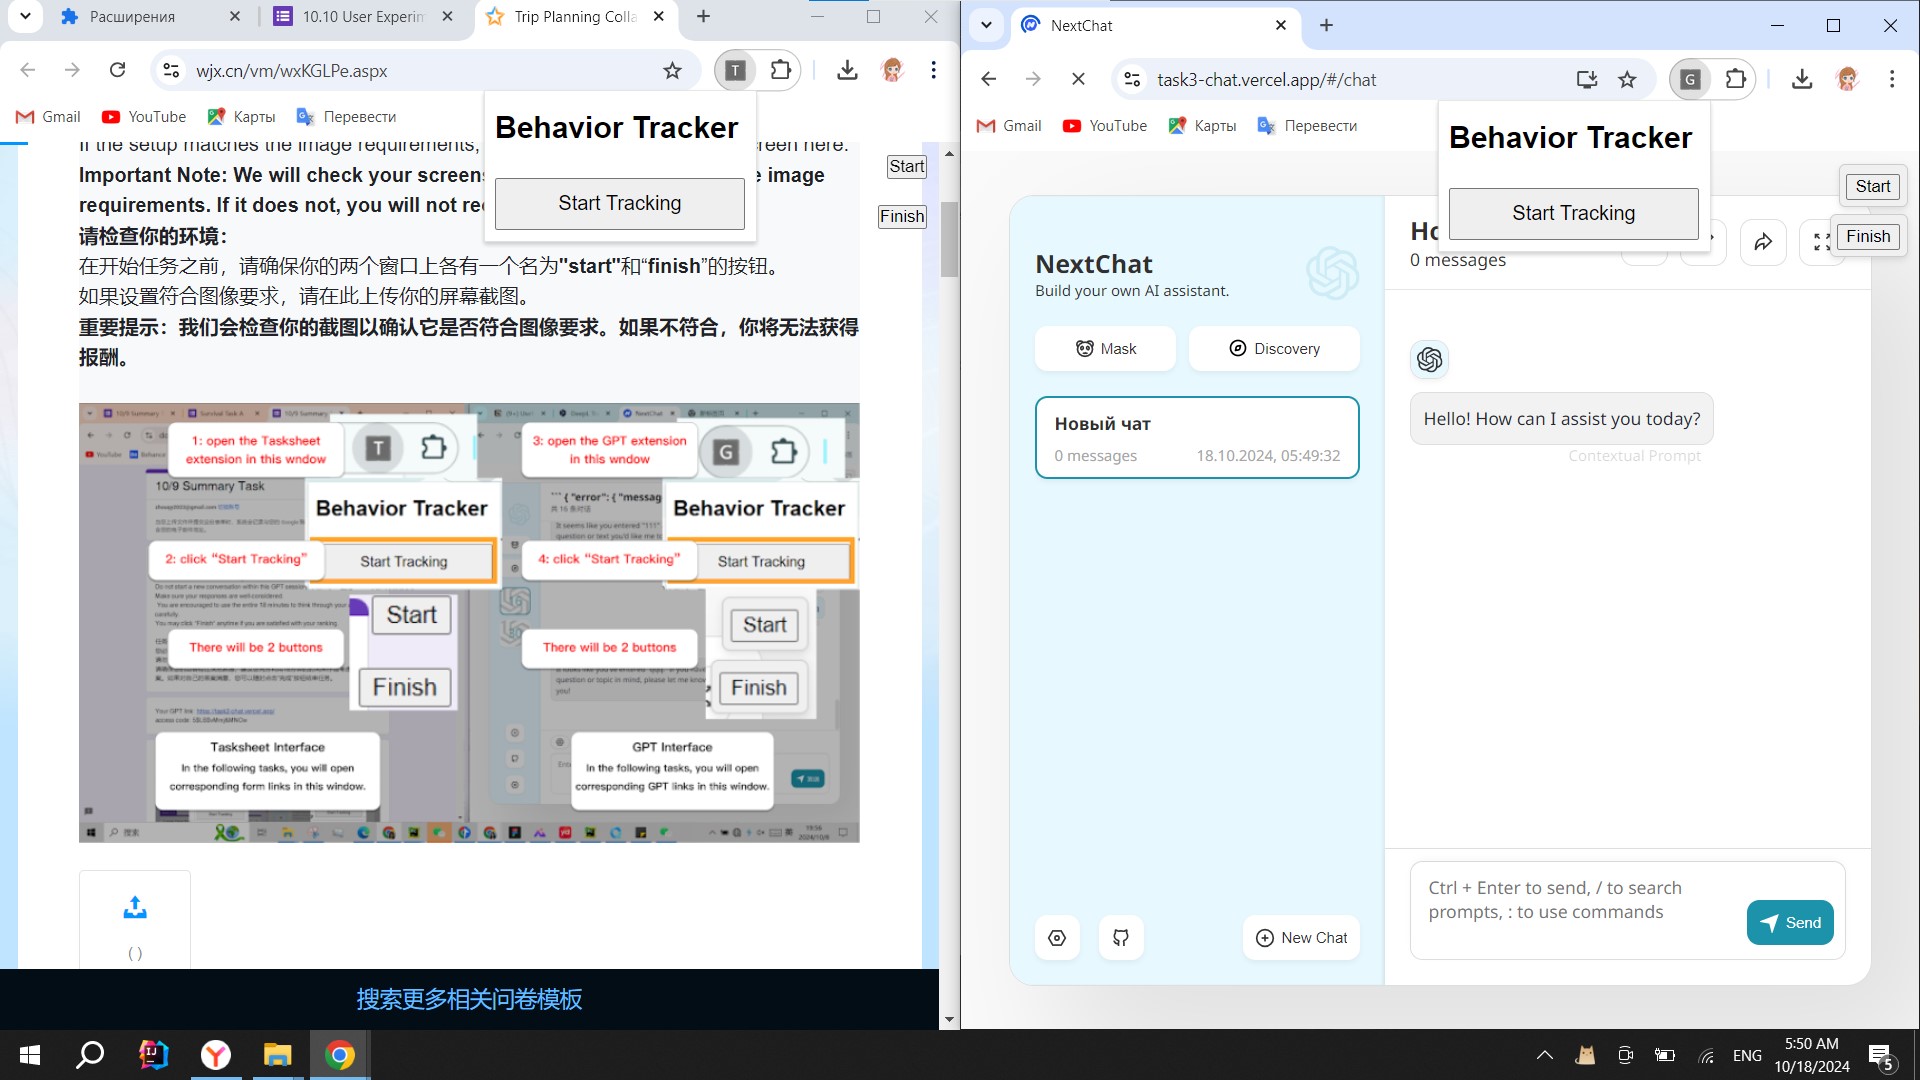 Расширения
10.10 User Experim
Trip Planning Colla
wjx.cn/vm/wxKGLPe.aspx
T
Gmail
YouTube
Карты
Перевести
Behavior Tracker
Start Tracking
If the setup matches the image requirements,
reen here.
Important Note: We will check your screens
e image
requirements. If it does not, you will not re
请检查你的环境：
在开始任务之前，请确保你的两个窗口上各有一个名为"start"和“finish”的按钮。
如果设置符合图像要求，请在此上传你的屏幕截图。
重要提示：我们会检查你的截图以确认它是否符合图像要求。如果不符合，你将无法获得
报酬。
Start
Finish
1: open the Tasksheet
extension in this wndow
T
3: open the GPT extension
in this wndow
G
10/9 Summary Task
Behavior Tracker
Behavior Tracker
2: click “Start Tracking”
Start Tracking
4: click “Start Tracking”
Start Tracking
Start
Start
There will be 2 buttons
There will be 2 buttons
Finish
Finish
Tasksheet Interface
In the following tasks, you will open
corresponding form links in this window.
GPT Interface
In the following tasks, you will open
corresponding GPT links in this window.
( )
搜索更多相关问卷模板
NextChat
task3-chat.vercel.app/#/chat
G
Gmail
YouTube
Карты
Перевести
Behavior Tracker
Start Tracking
Start
Finish
NextChat
Build your own AI assistant.
Mask
Discovery
Новый чат
0 messages
18.10.2024, 05:49:32
New Chat
Но
0 messages
Hello! How can I assist you today?
Contextual Prompt
Ctrl + Enter to send, / to search
prompts, : to use commands
Send
ENG
5:50 AM
10/18/2024
5